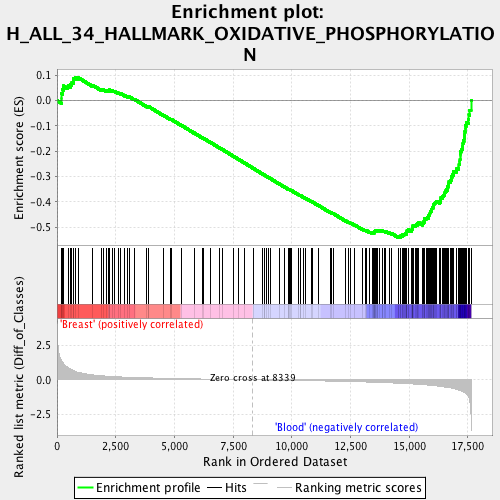 Enrichment plot:
H_ALL_34_HALLMARK_OXIDATIVE_PHOSPHORYLATIO
N
Enrichment score (ES)
0.1
0.0
-0.1
-0.2
-0.3
-0.4
-0.5
'Breast' (positively correlated)
Ranked list metric (Diff_of_Classes)
2.5
0.0
-2.5
Zero cross at 8339
'Blood' (negatively correlated)
0
2,500
5,000
7,500
10,000
12,500
15,000
17,500
Rank in Ordered Dataset
Enrichment profile
Hits
Ranking metric scores